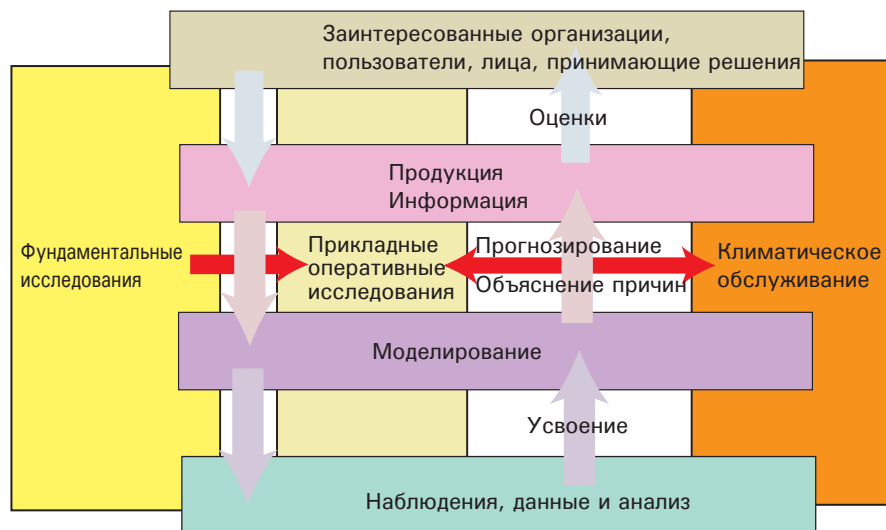 Заинтересованные организации,
пользователи, лица, принимающие решения
Оценки
Продукция
Информация
Фундаментальные
исследования
Прикладные
оперативные
исследования
Прогнозирование
Объяснение причин
Климатическое
обслуживание
Моделирование
Усвоение
Наблюдения, данные и анализ